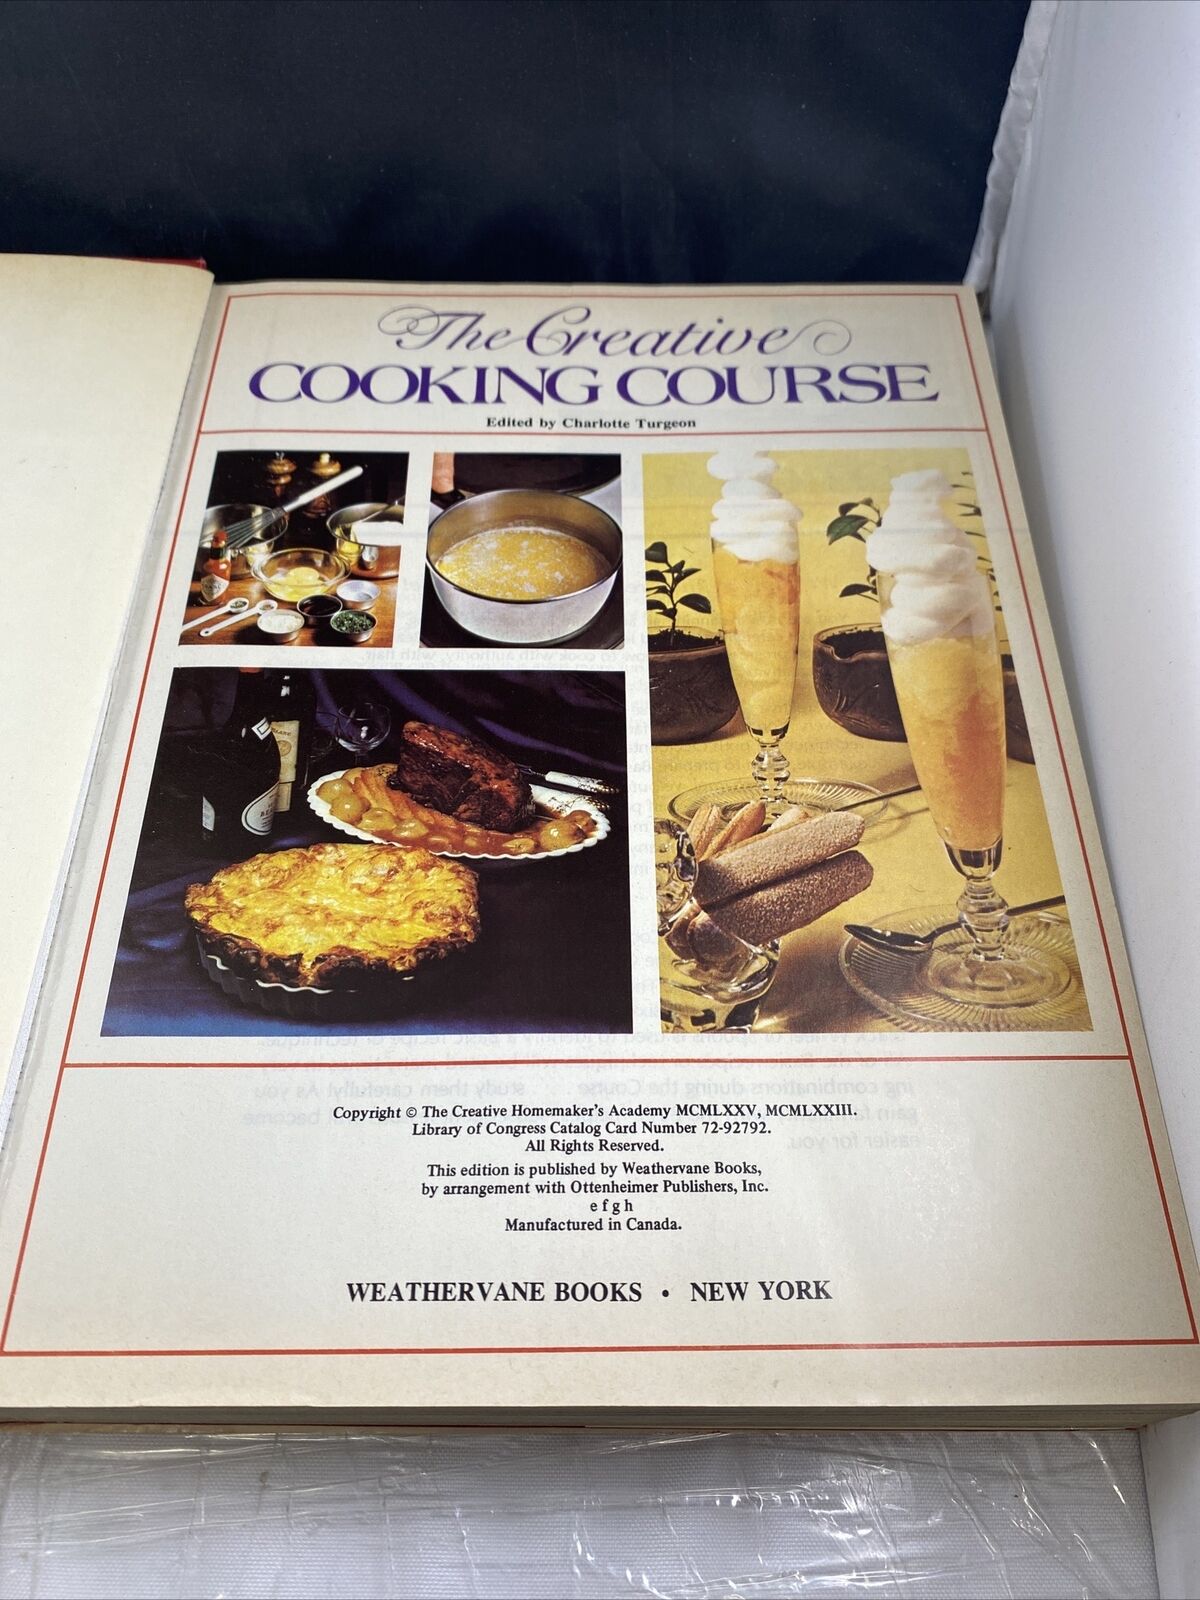 The Creative
COOKING COURSE
Edited by Charlotte Turgeon
Copyright © The Creative Homemaker's Academy MCMLXXV, MCMLXXIII.
Library of Congress Catalog Card Number 72-92792.
All Rights Reserved.
This edition is published by Weathervane Books,
by arrangement with Ottenheimer Publishers, Inc.
e f g h
Manufactured in Canada.
WEATHERVANE BOOKS • NEW YORK